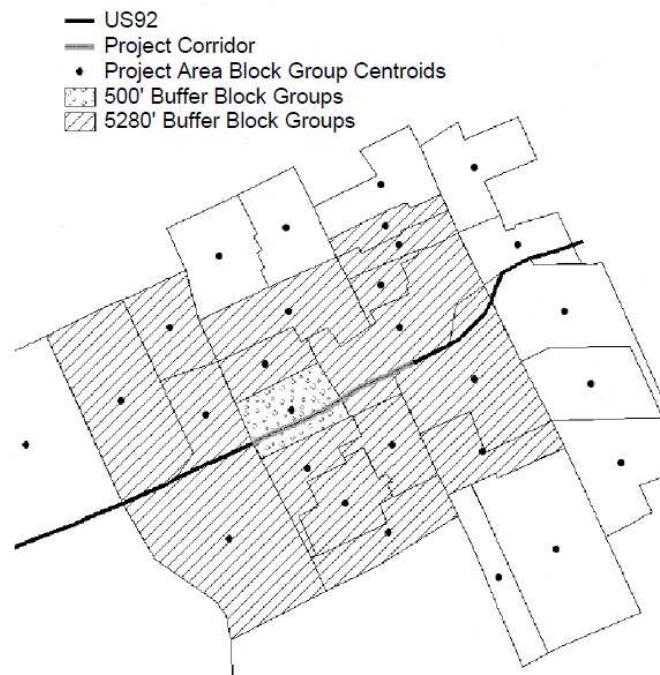 US92
Project Corridor
Project Area Block Group Centroids
500' Buffer Block Groups
5280' Buffer Block Groups